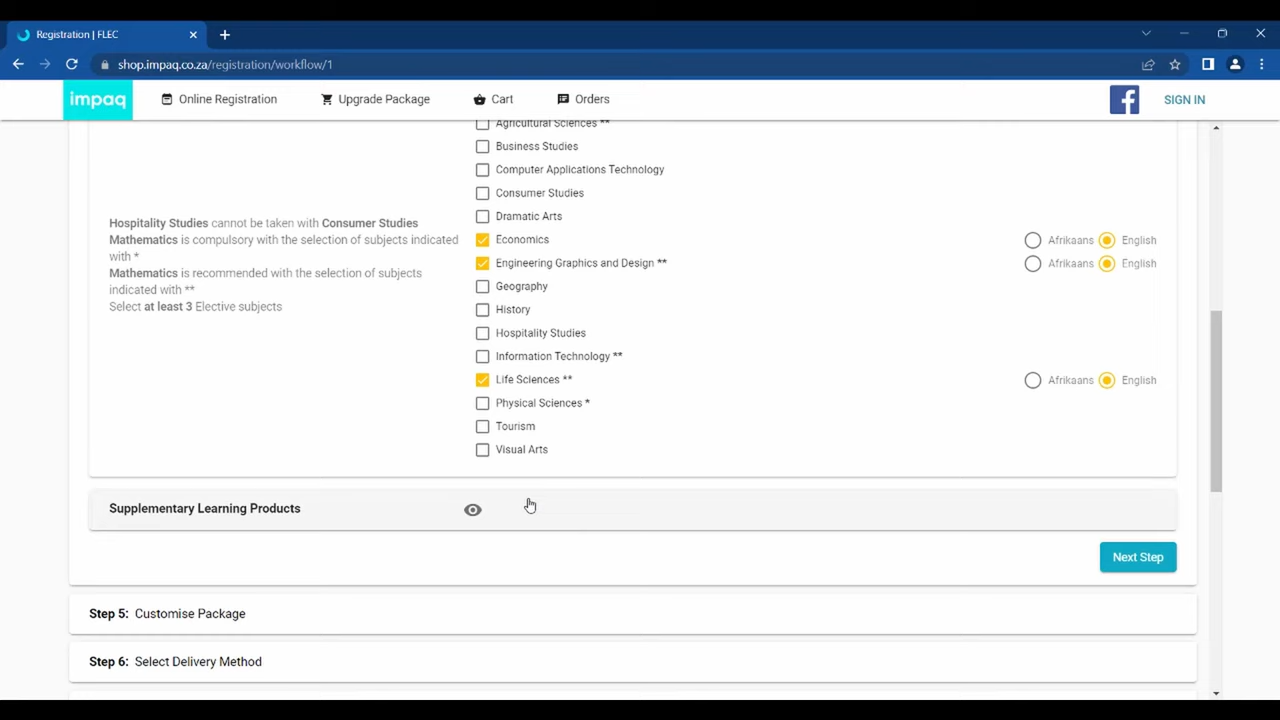 Registration | FLEC
shop.impaq.co.za/registration/workflow/1
impaq
Online Registration
Upgrade Package
Cart
Orders
f
SIGN IN
Agricultural Sciences **
Business Studies
Computer Applications Technology
Consumer Studies
Dramatic Arts
Hospitality Studies cannot be taken with Consumer Studies
Mathematics is compulsory with the selection of subjects indicated
with *
Mathematics is recommended with the selection of subjects
indicated with **
Select at least 3 Elective subjects
Economics
Afrikaans English
Engineering Graphics and Design **
Afrikaans English
Geography
History
Hospitality Studies
Information Technology **
Life Sciences **
Afrikaans English
Physical Sciences *
Tourism
Visual Arts
Supplementary Learning Products
Next Step
Step 5: Customise Package
Step 6: Select Delivery Method